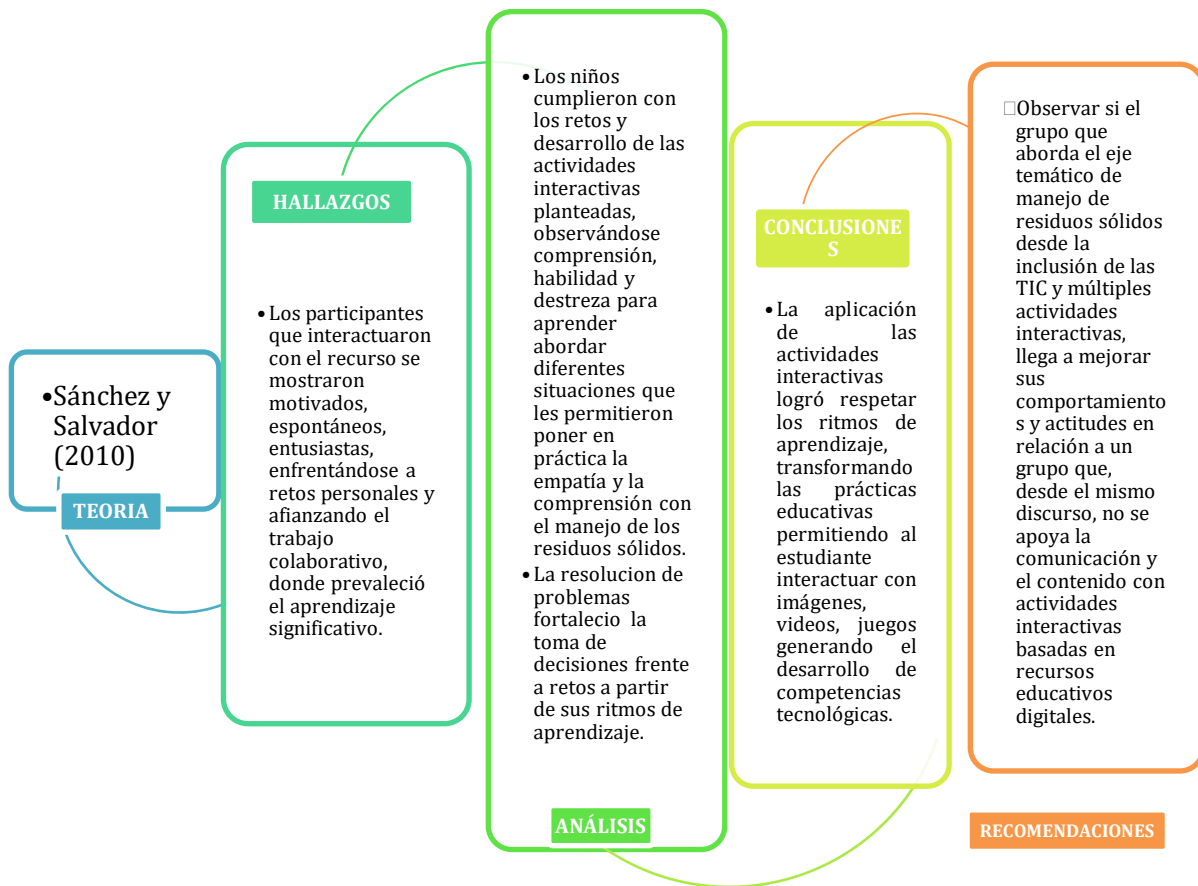 •Sánchez y
Salvador
(2010)
TEORIA
HALLAZGOS
•Los participantes
que interactuaron
con el recurso se
mostraron
motivados,
espontáneos,
entusiastas,
enfrentándose a
retos personales y
afianzando el
trabajo
colaborativo,
donde prevaleció
el aprendizaje
significativo.
•Los niños
cumplieron con
los retos y
desarrollo de las
actividades
interactivas
planteadas,
observándose
comprensión,
habilidad y
destreza para
aprender
abordar
diferentes
situaciones que
les permitieron
poner en
práctica la
empatía y la
comprensión con
el manejo de los
residuos sólidos.
•La resolucion de
problemas
fortalecio la
toma de
decisiones frente
a retos a partir
de sus ritmos de
aprendizaje.
ANÁLISIS
CONCLUSIONE
S
•La aplicación
de las
actividades
interactivas
logró respetar
los ritmos de
aprendizaje,
transformando
las prácticas
educativas
permitiendo al
estudiante
interactuar con
imágenes,
videos, juegos
generando el
desarrollo de
competencias
tecnológicas.
□Observar si el
grupo que
aborda el eje
temático de
manejo de
residuos sólidos
desde la
inclusión de las
TIC y múltiples
actividades
interactivas,
llega a mejorar
sus
comportamiento
s y actitudes en
relación a un
grupo que,
desde el mismo
discurso, no se
apoya la
comunicación y
el contenido con
actividades
interactivas
basadas en
recursos
educativos
digitales.
RECOMENDACIONES